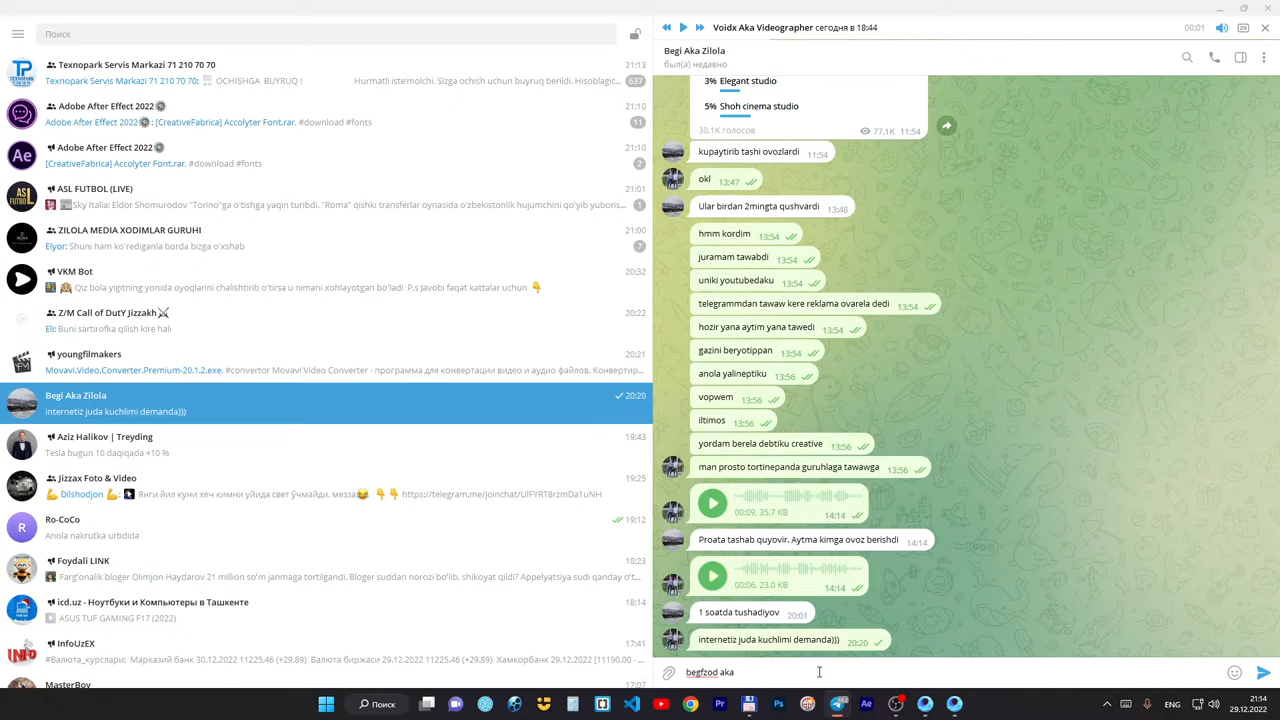 Поиск
Voidx Aka Videographer сегодня в 18:44
00:01
2X
Begi Aka Zilola
был(а) недавно
Texnopark Servis Markazi 71 210 70 70
21:13
Texnopark Servis Markazi 71 210 70 70: OCHISHGA BUYRUQ Hurmatli iste'molchi. Sizga ochish uchun buyruq berildi. Hisoblagic...
637
Adobe After Effect 2022
21:10
Adobe After Effect 2022: [CreativeFabrica] Accolyter Font.rar. #download #fonts
11
Adobe After Effect 2022
21:10
[CreativeFabrica] Accolyter Font.rar. #download #fonts
2
ASL FUTBOL (LIVE)
21:01
Sky Italia: Eldor Shomurodov "Torino"ga o'tishga yaqin turibdi. "Roma" qishki transferlar oynasida o'zbekistonlik hujumchini qo'yib yuboris...
1
ZILOLA MEDIA XODIMLAR GURUHI
21:00
Elyor: Shuni ham ko'rediganla borda bizga o'xshab
7
VKM Bot
20:32
Qiz bola yigitning yonida oyoqlarini chalishtirib o'tirsa u nimani xohlayotgan bo'ladi P.s Javobi faqat kattalar uchun
Z/M Call of DutY Jizzakh
20:22
Eli: Buni sartirofka qilish kire hali
youngfilmakers
20:21
Movavi.Video.Converter.Premium-20.1.2.exe. #convertor Movavi Video Converter - программа для конвертации видео и аудио файлов. Конвертир...
Begi Aka Zilola
20:20
internetiz juda kuchlimi demanda)))
Aziz Halikov | Treyding
19:43
Tesla bugun 10 daqiqada +10 %
Jizzax Foto & Video
19:25
Dilshodjon : Янги йил куни хеч кимни уйида свет ўчмайди, мезза https://telegram.me/joinchat/UlFYRT8rzmDa1uNH
Ro-CoCo
19:12
Anola nakrutka urbdida
Foydali LINK
18:23
Farg'onalik bloger Olimjon Haydarov 21 million so'm jarimaga tortilgandi. Bloger suddan norozi bo'lib, shikoyat qildi? Appelyatsiya sudi qanday o't...
icd.uz - Ноутбуки и Компьютеры в Ташкенте
18:14
ASUS TUF GAMING F17 (2022)
InfoUzEX
17:41
#Валюта_курслари: Марказий банк 30.12.2022 11225.46 (+29.89) Валюта биржаси 29.12.2022 11225.46 (+29.89) Хамкорбанк 29.12.2022 [11190.00 - ...
MasterBoy
17:07
3% Elegant studio
5% Shoh cinema studio
30.1K голосов
77.1K 11:54
kupaytirib tashi ovozlardi 11:54
okl 13:47
Ular birdan 2mingta qushvardi 13:48
hmm kordim 13:54
juramam tawabdi 13:54
uniki youtubedaku 13:54
telegrammdan tawaw kere reklama ovarela dedi 13:54
hozir yana aytim yana tawedi 13:54
gazini beryotippan 13:54
anola yalineptiku 13:56
vopwem 13:56
iltimos 13:56
yordam berela debtiku creative 13:56
man prosto tortinepanda guruhlaga tawawga 13:56
00:09, 35.7 KB
14:14
Proata tashab quyovir. Aytma kimga ovoz berishdi 14:14
00:06, 23.0 KB
14:14
1 soatda tushadiyov 20:01
internetiz juda kuchlimi demanda))) 20:20
begfzod aka
Поиск
ENG
21:14
29.12.2022